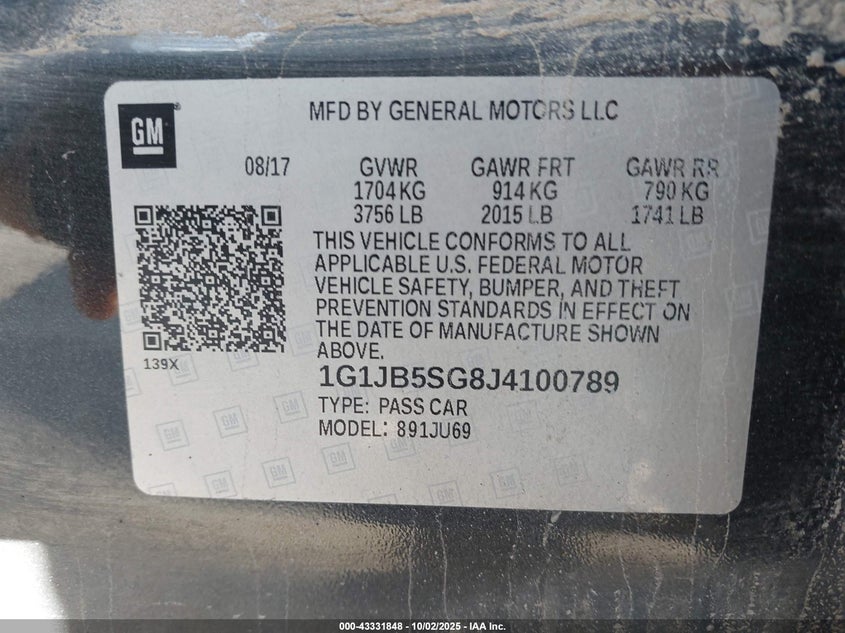 GM
MFD BY GENERAL MOTORS LLC
08/17 GVWR GAWR FRT GAWR RR
1704 KG 914 KG 790 KG
3756 LB 2015 LB 1741 LB
THIS VEHICLE CONFORMS TO ALL
APPLICABLE U.S. FEDERAL MOTOR
VEHICLE SAFETY, BUMPER, AND THEFT
PREVENTION STANDARDS IN EFFECT ON
THE DATE OF MANUFACTURE SHOWN
ABOVE.
139X
1G1JB5SG8J4100789
TYPE: PASS CAR
MODEL: 891JU69
000-43331848 - 10/02/2025 - IAA Inc.